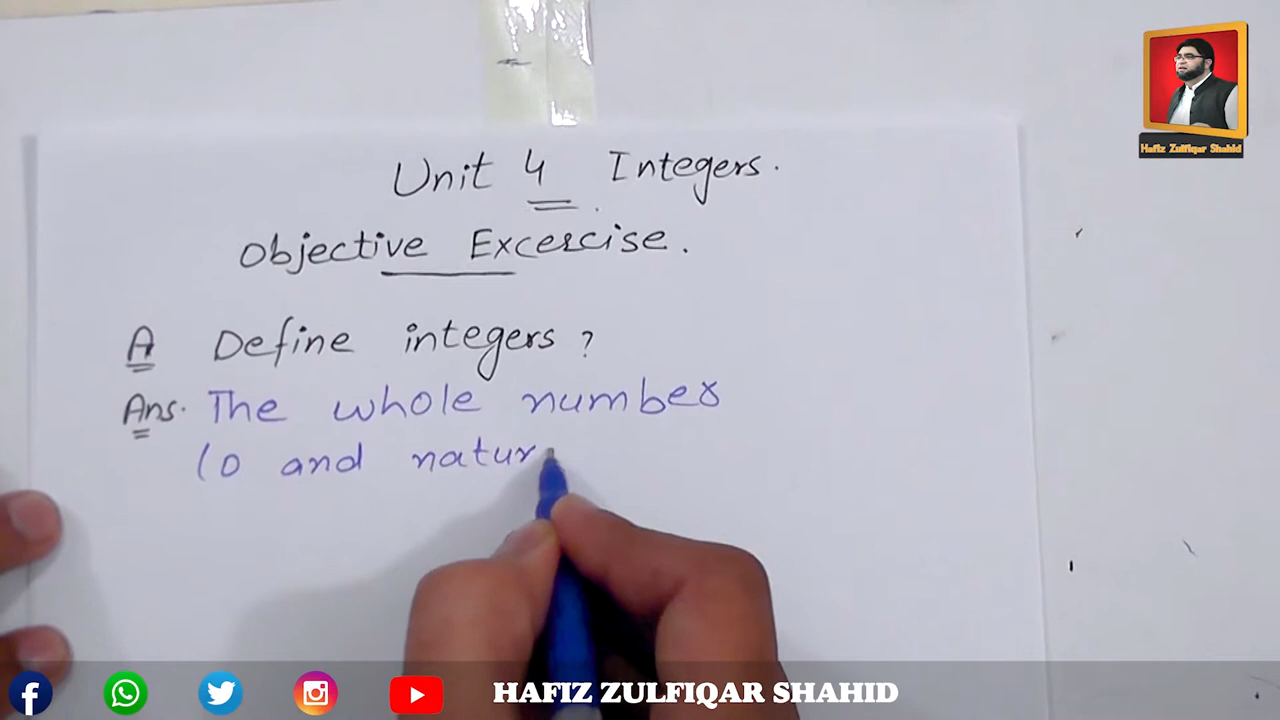 Hafiz Zulfiqar Shahid
Unit 4 Integers.
Objective Excercise.
A Define integers?
Ans. The whole number
(0 and natur
HAFIZ ZULFIQAR SHAHID